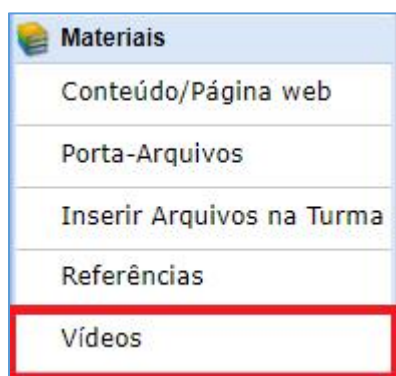 Materiais
Conteúdo/Página web
Porta-Arquivos
Inserir Arquivos na Turma
Referências
Vídeos